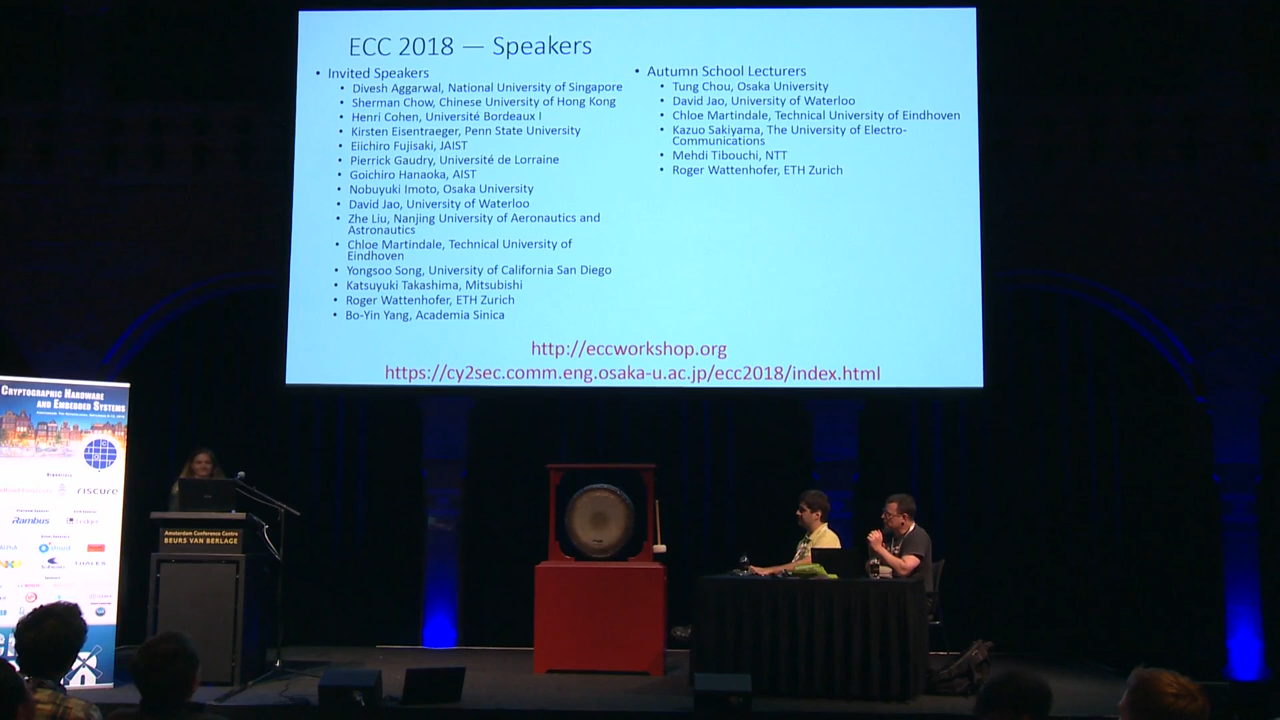 ECC 2018 — Speakers
• Invited Speakers
• Divesh Aggarwal, National University of Singapore
• Sherman Chow, Chinese University of Hong Kong
• Henri Cohen, Université Bordeaux I
• Kirsten Eisentraeger, Penn State University
• Eiichiro Fujisaki, JAIST
• Pierrick Gaudry, Université de Lorraine
• Goichiro Hanaoka, AIST
• Nobuyuki Imoto, Osaka University
• David Jao, University of Waterloo
• Zhe Liu, Nanjing University of Aeronautics and
Astronautics
• Chloe Martindale, Technical University of
Eindhoven
• Yongsoo Song, University of California San Diego
• Katsuyuki Takashima, Mitsubishi
• Roger Wattenhofer, ETH Zurich
• Bo-Yin Yang, Academia Sinica
• Autumn School Lecturers
• Tung Chou, Osaka University
• David Jao, University of Waterloo
• Chloe Martindale, Technical University of Eindhoven
• Kazuo Sakiyama, The University of Electro-
Communications
• Mehdi Tibouchi, NTT
• Roger Wattenhofer, ETH Zurich
http://eccworkshop.org
https://cy2sec.comm.eng.osaka-u.ac.jp/ecc2018/index.html
Cryptographic Hardware
and Embedded Systems
riscure
Rambus
Ledger
THALES
Amsterdam Conference Centre
BEURS VAN BERLAGE